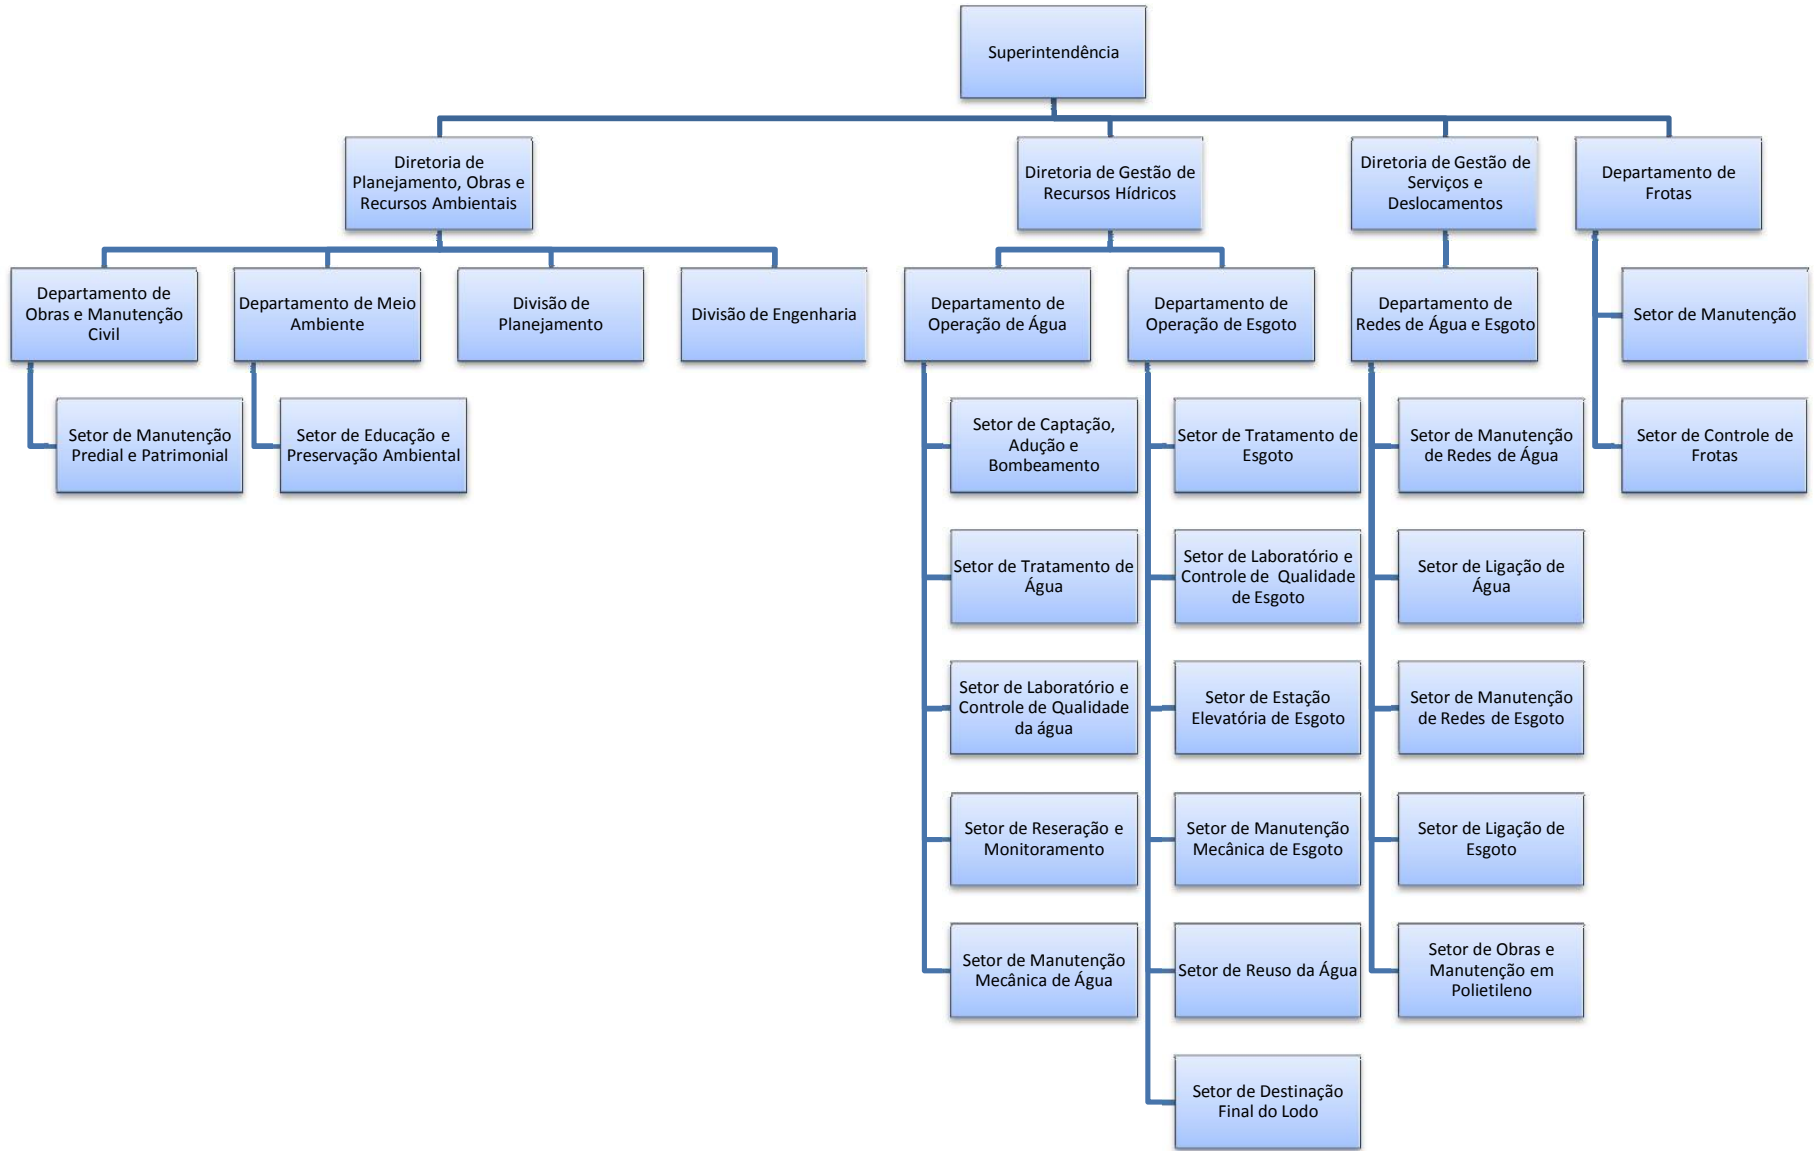 Superintendência
Diretoria de
Planejamento, Obras e
Recursos Ambientais
Diretoria de Gestão de
Recursos Hídricos
Diretoria de Gestão de
Serviços e
Deslocamentos
Departamento de
Frotas
Departamento de
Obras e Manutenção
Civil
Departamento de Meio
Ambiente
Divisão de
Planejamento
Divisão de Engenharia
Departamento de
Operação de Água
Departamento de
Operação de Esgoto
Departamento de
Redes de Água e Esgoto
Setor de Manutenção
Setor de Manutenção
Predial e Patrimonial
Setor de Educação e
Preservação Ambiental
Setor de Captação,
Adução e
Bombeamento
Setor de Tratamento de
Esgoto
Setor de Manutenção
de Redes de Água
Setor de Controle de
Frotas
Setor de Tratamento de
Água
Setor de Laboratório e
Controle de  Qualidade
de Esgoto
Setor de Ligação de
Água
Setor de Laboratório e
Controle de Qualidade
da água
Setor de Estação
Elevatória de Esgoto
Setor de Manutenção
de Redes de Esgoto
Setor de Reseração e
Monitoramento
Setor de Manutenção
Mecânica de Esgoto
Setor de Ligação de
Esgoto
Setor de Manutenção
Mecânica de Água
Setor de Reuso da Água
Setor de Obras e
Manutenção em
Polietileno
Setor de Destinação
Final do Lodo